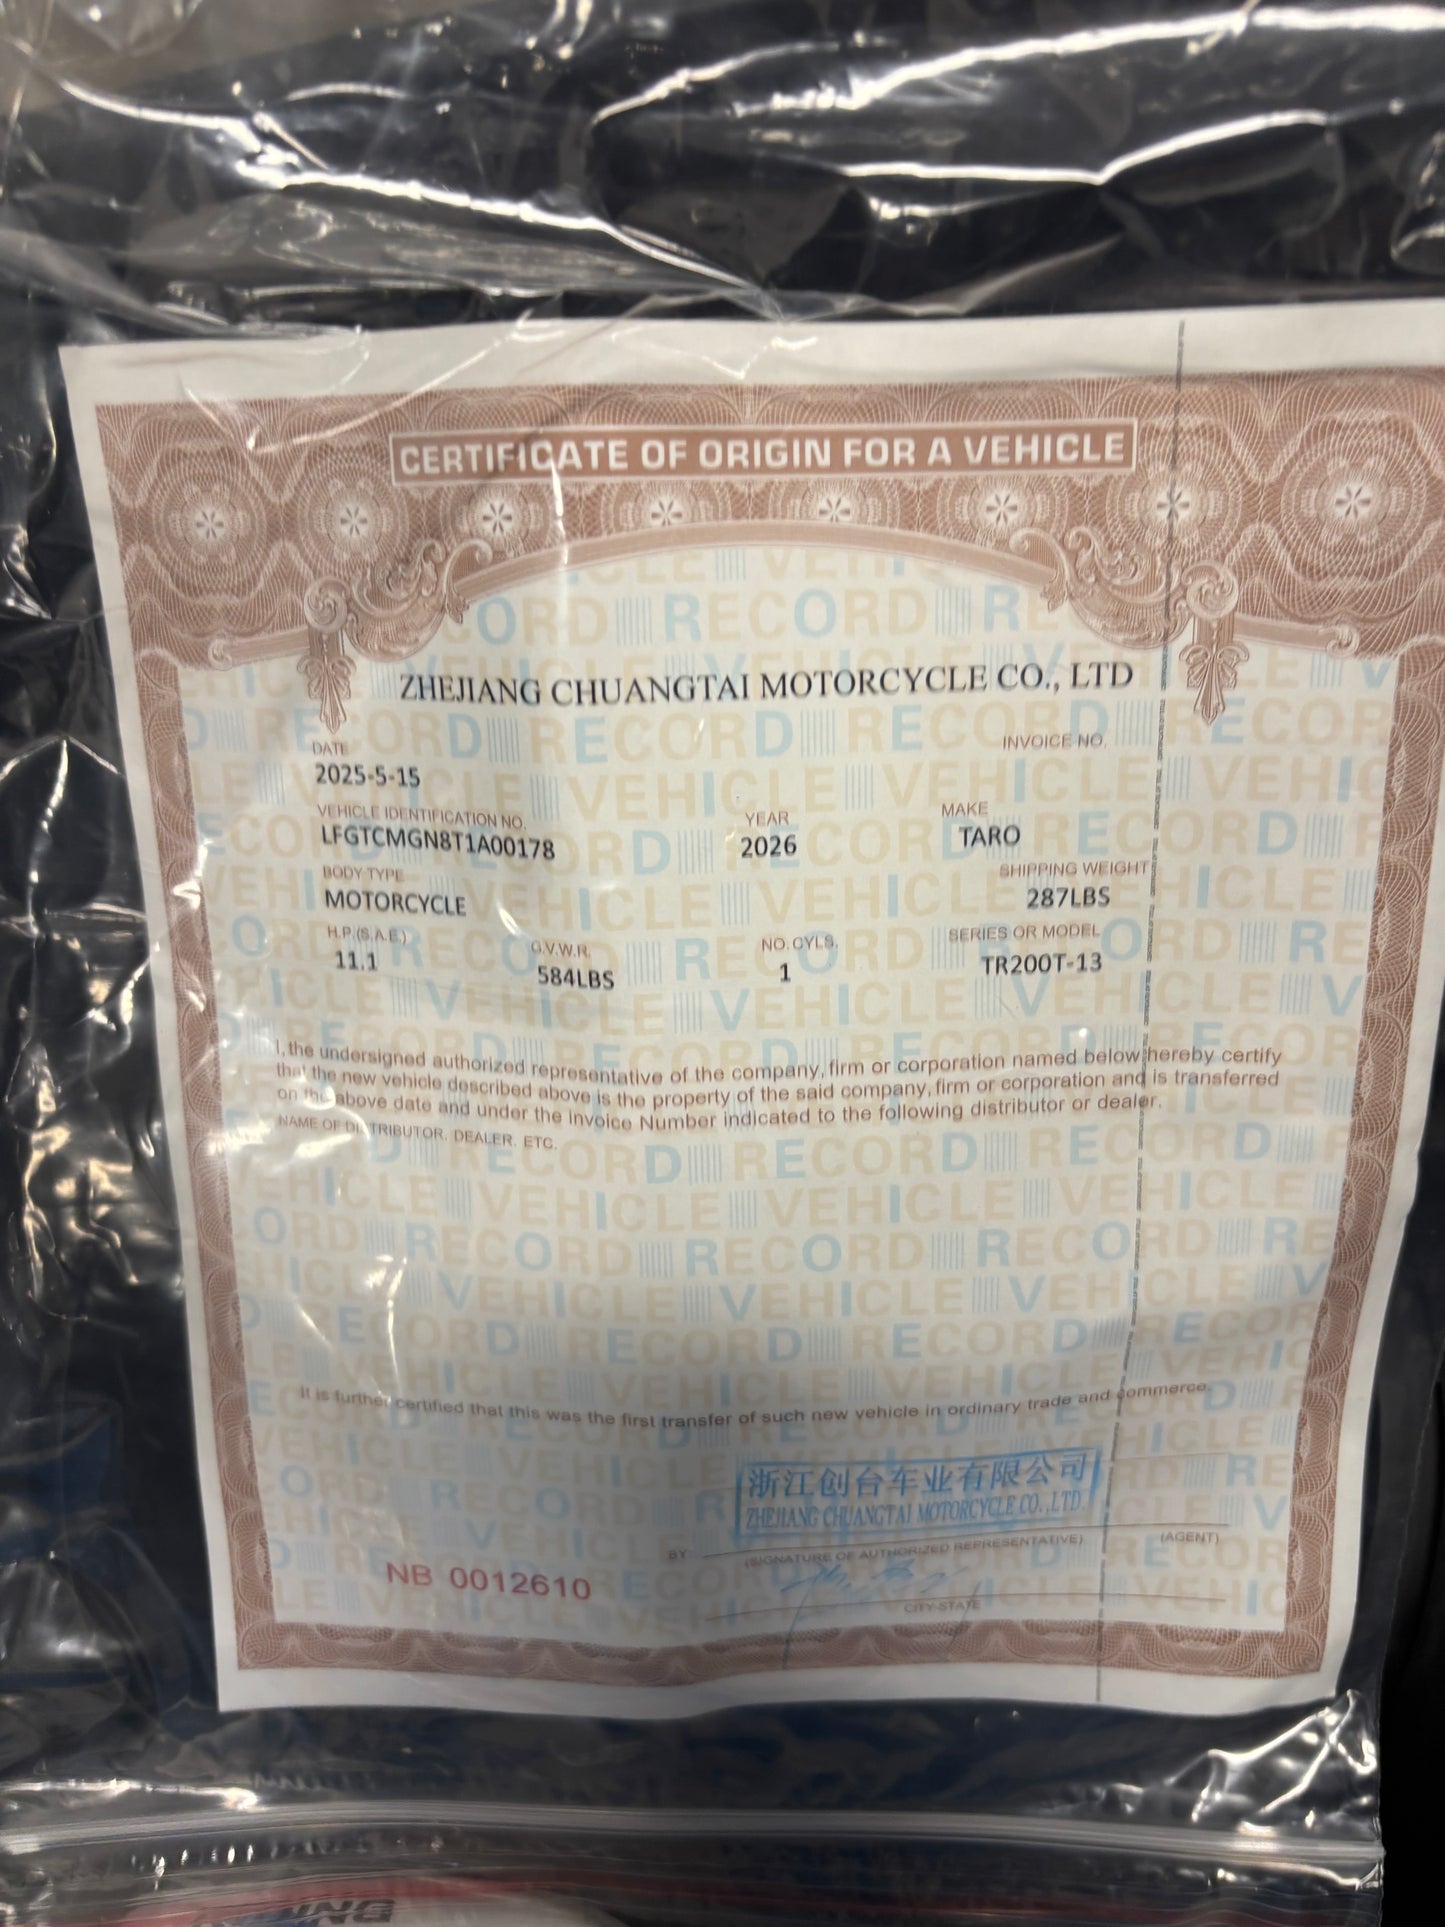 CERTIFICATE OF ORIGIN FOR A VEHICLE
ZHEJIANG CHUANGTAI MOTORCYCLE CO., LTD
DATE
INVOICE NO.
2025-5-15
VEHICLE IDENTIFICATION NO. YEAR MAKE
LFGTCMGN8T1A00178 2026 TARO
BODY TYPE SHIPPING WEIGHT
MOTORCYCLE 287LBS
H.P.(S.A.E.) G.V.W.R. NO. CYLS. SERIES OR MODEL
11.1 584LBS 1 TR200T-13
I, the undersigned authorized representative of the company, firm or corporation named below hereby certify
that the new vehicle described above is the property of the said company, firm or corporation and is transferred
on the above date and under the Invoice Number indicated to the following distributor or dealer.
NAME OF DISTRIBUTOR, DEALER, ETC.
It is further certified that this was the first transfer of such new vehicle in ordinary trade and commerce.
浙江创台车业有限公司
ZHEJIANG CHUANGTAI MOTORCYCLE CO.,LTD.
BY:
(SIGNATURE OF AUTHORIZED REPRESENTATIVE) (AGENT)
NB 0012610
CITY-STATE